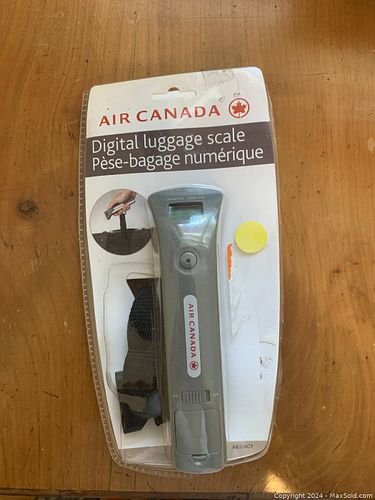 AIR CANADA
Digital luggage scale
Pèse-bagage numérique
AIR CANADA
Copyright 2024 - MaxSold.com